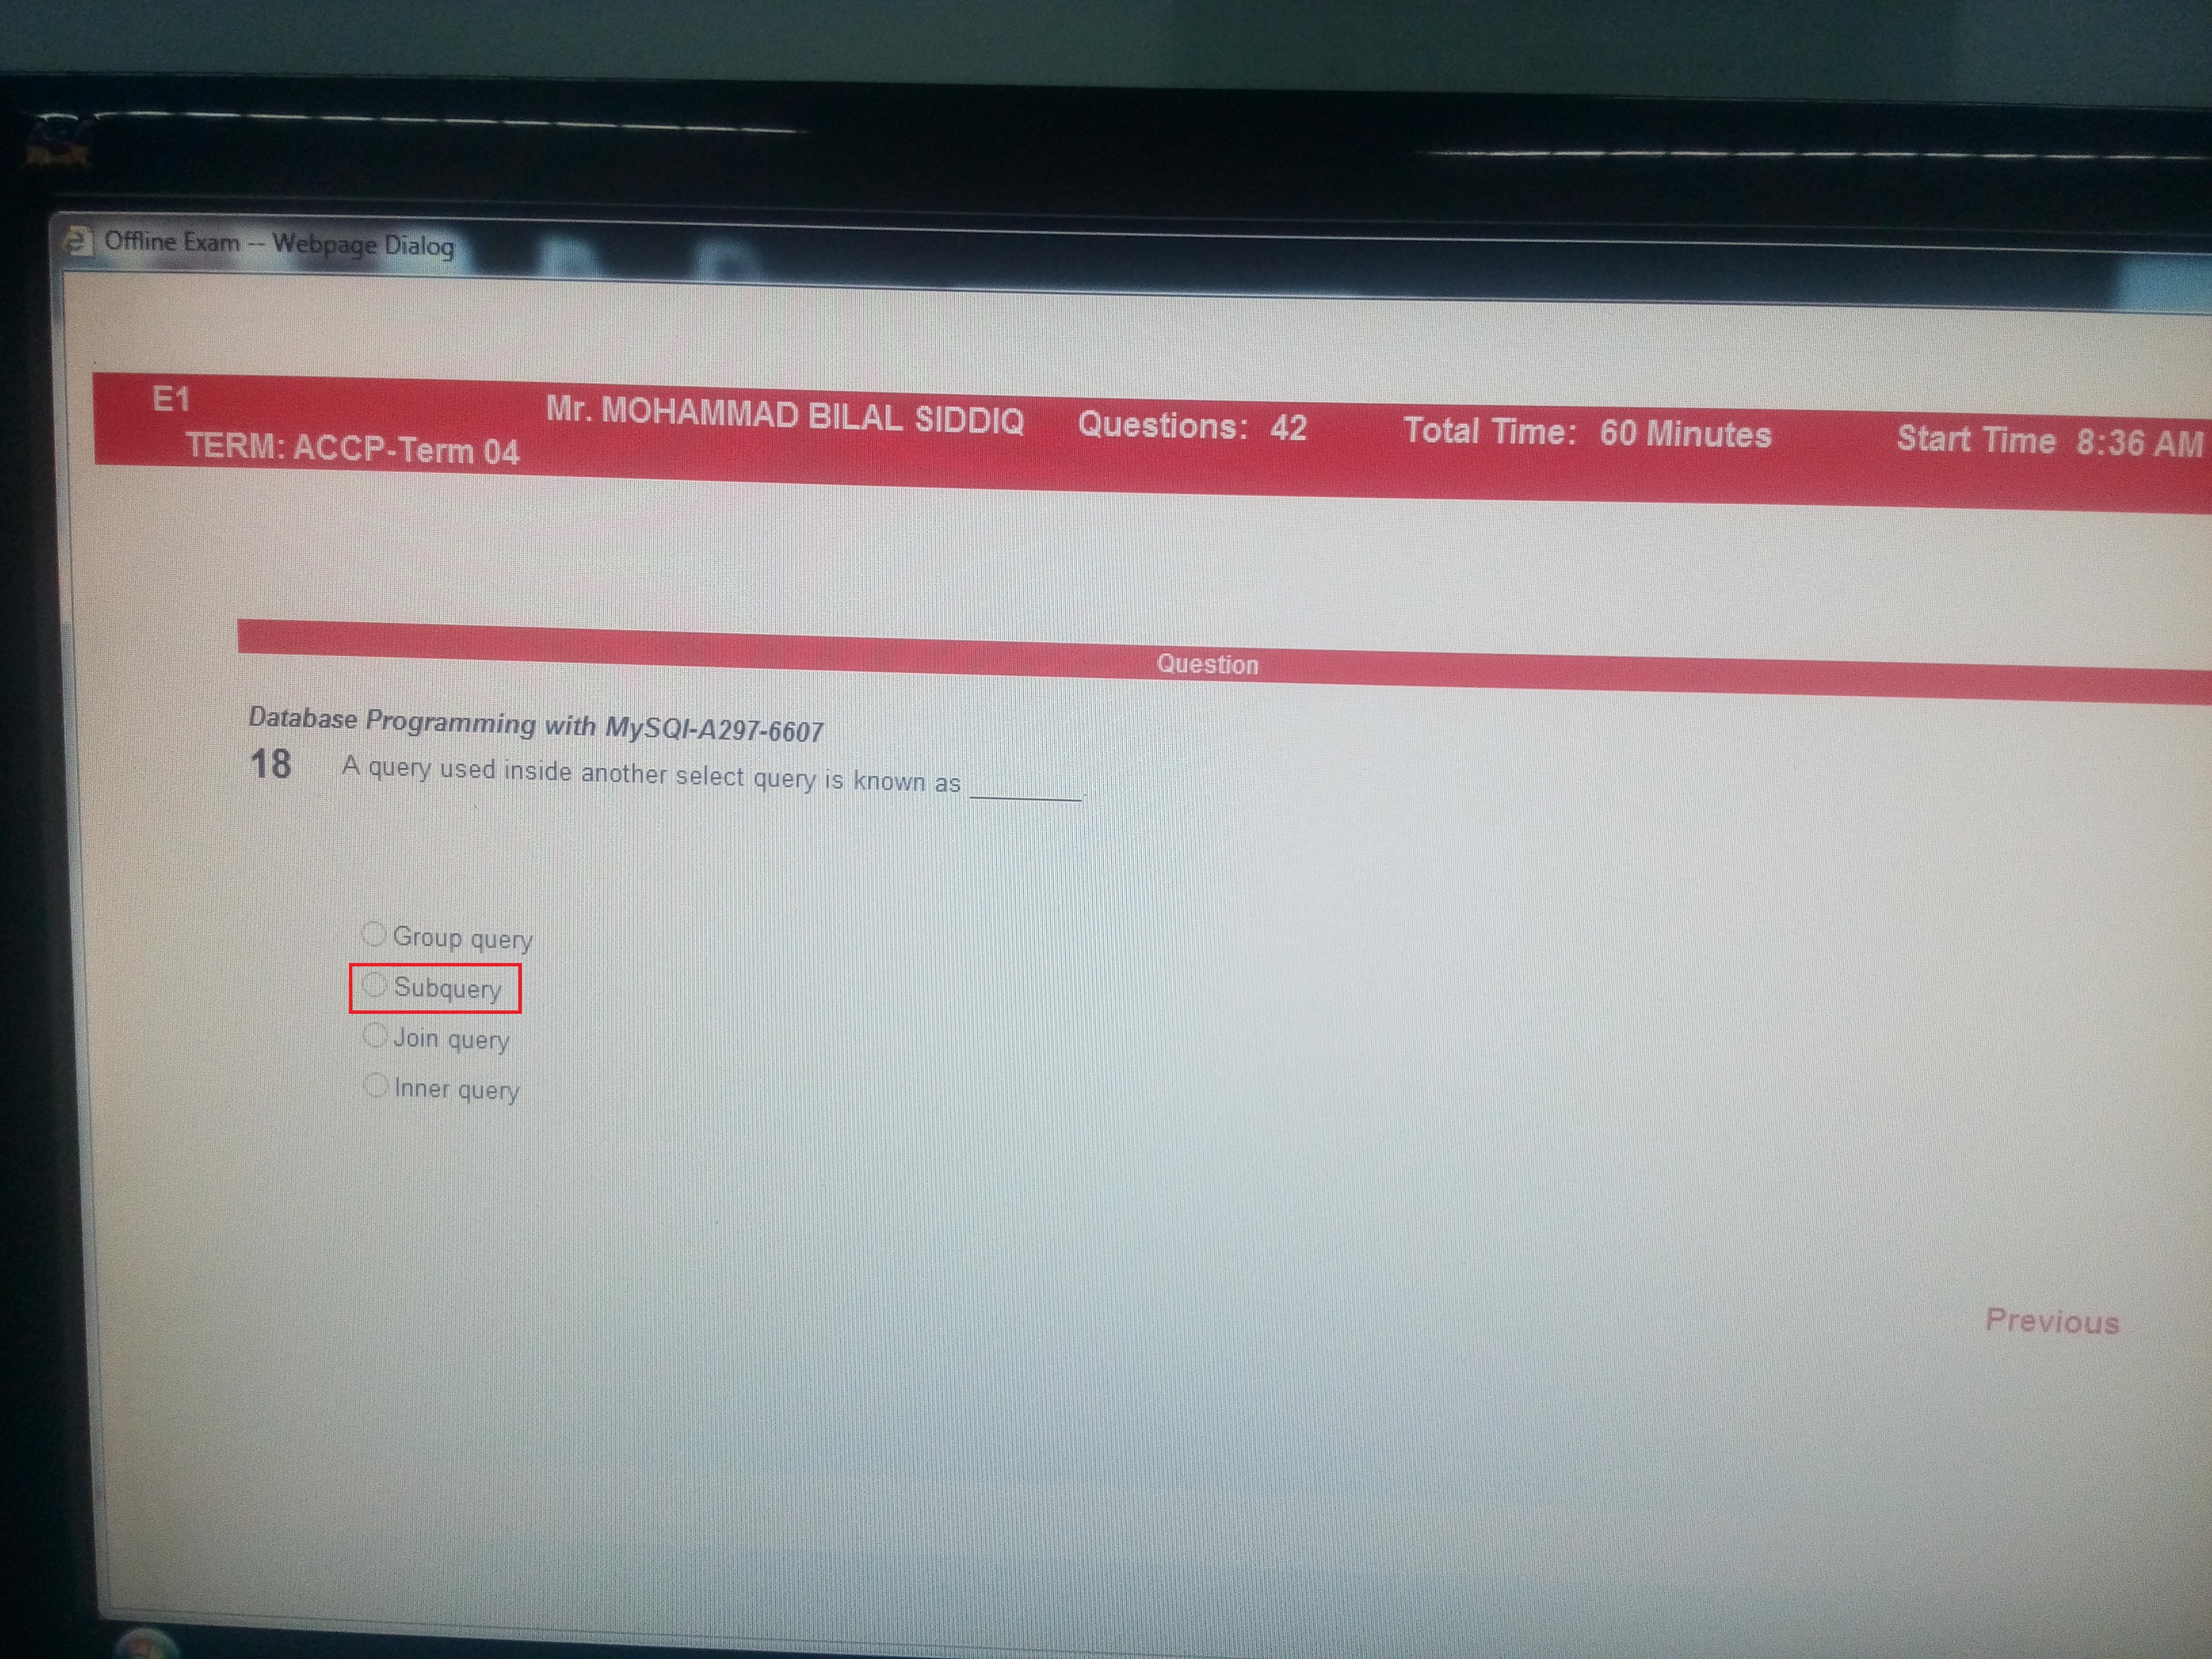 Offline Exam -- Webpage Dialog
E1 Mr. MOHAMMAD BILAL SIDDIQ Questions: 42 Total Time: 60 Minutes Start Time 8:36 AM
TERM: ACCP-Term 04
Question
Database Programming with MySQl-A297-6607
18 A query used inside another select query is known as ________.
Group query
Subquery
Join query
Inner query
Previous